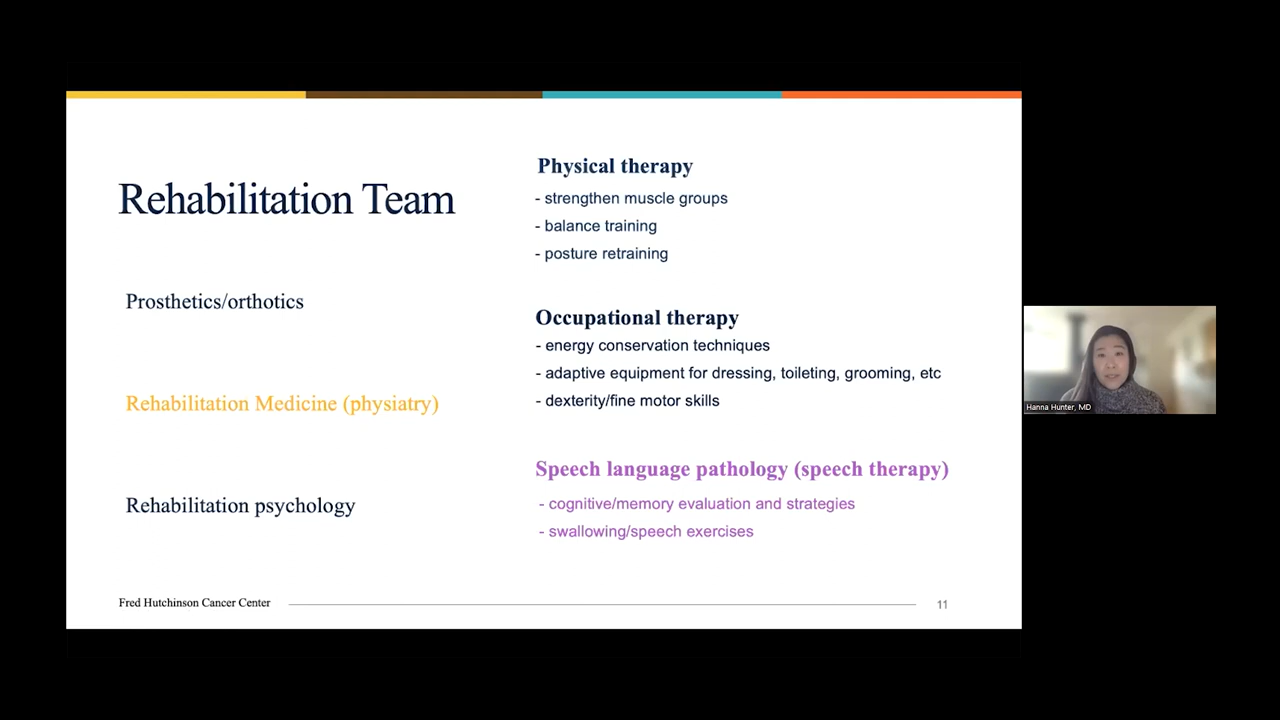 Rehabilitation Team
Prosthetics/orthotics
Rehabilitation Medicine (physiatry)
Rehabilitation psychology
Physical therapy
- strengthen muscle groups
- balance training
- posture retraining
Occupational therapy
- energy conservation techniques
- adaptive equipment for dressing, toileting, grooming, etc
- dexterity/fine motor skills
Speech language pathology (speech therapy)
- cognitive/memory evaluation and strategies
- swallowing/speech exercises
Fred Hutchinson Cancer Center
11
Hanna Hunter, MD